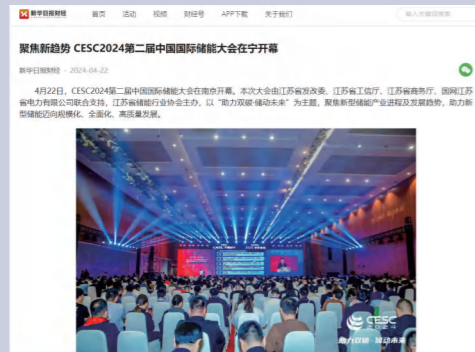 新华日报财经 首页 活动 视频 财经号 APP下载 关于我们 输入关键词搜索
聚焦新趋势 CESC2024第二届中国国际储能大会在宁开幕
新华日报财经 · 2024-04-22
4月22日，CESC2024第二届中国国际储能大会在南京开幕。本次大会由江苏省发改委、江苏省工信厅、江苏省商务厅、国网江苏
省电力有限公司联合支持，江苏省储能行业协会主办，以“助力双碳·储动未来”为主题，聚焦新型储能产业进程及发展趋势，助力新
型储能迈向规模化、全面化、高质量发展。
CESC
2024
助力双碳·储动未来